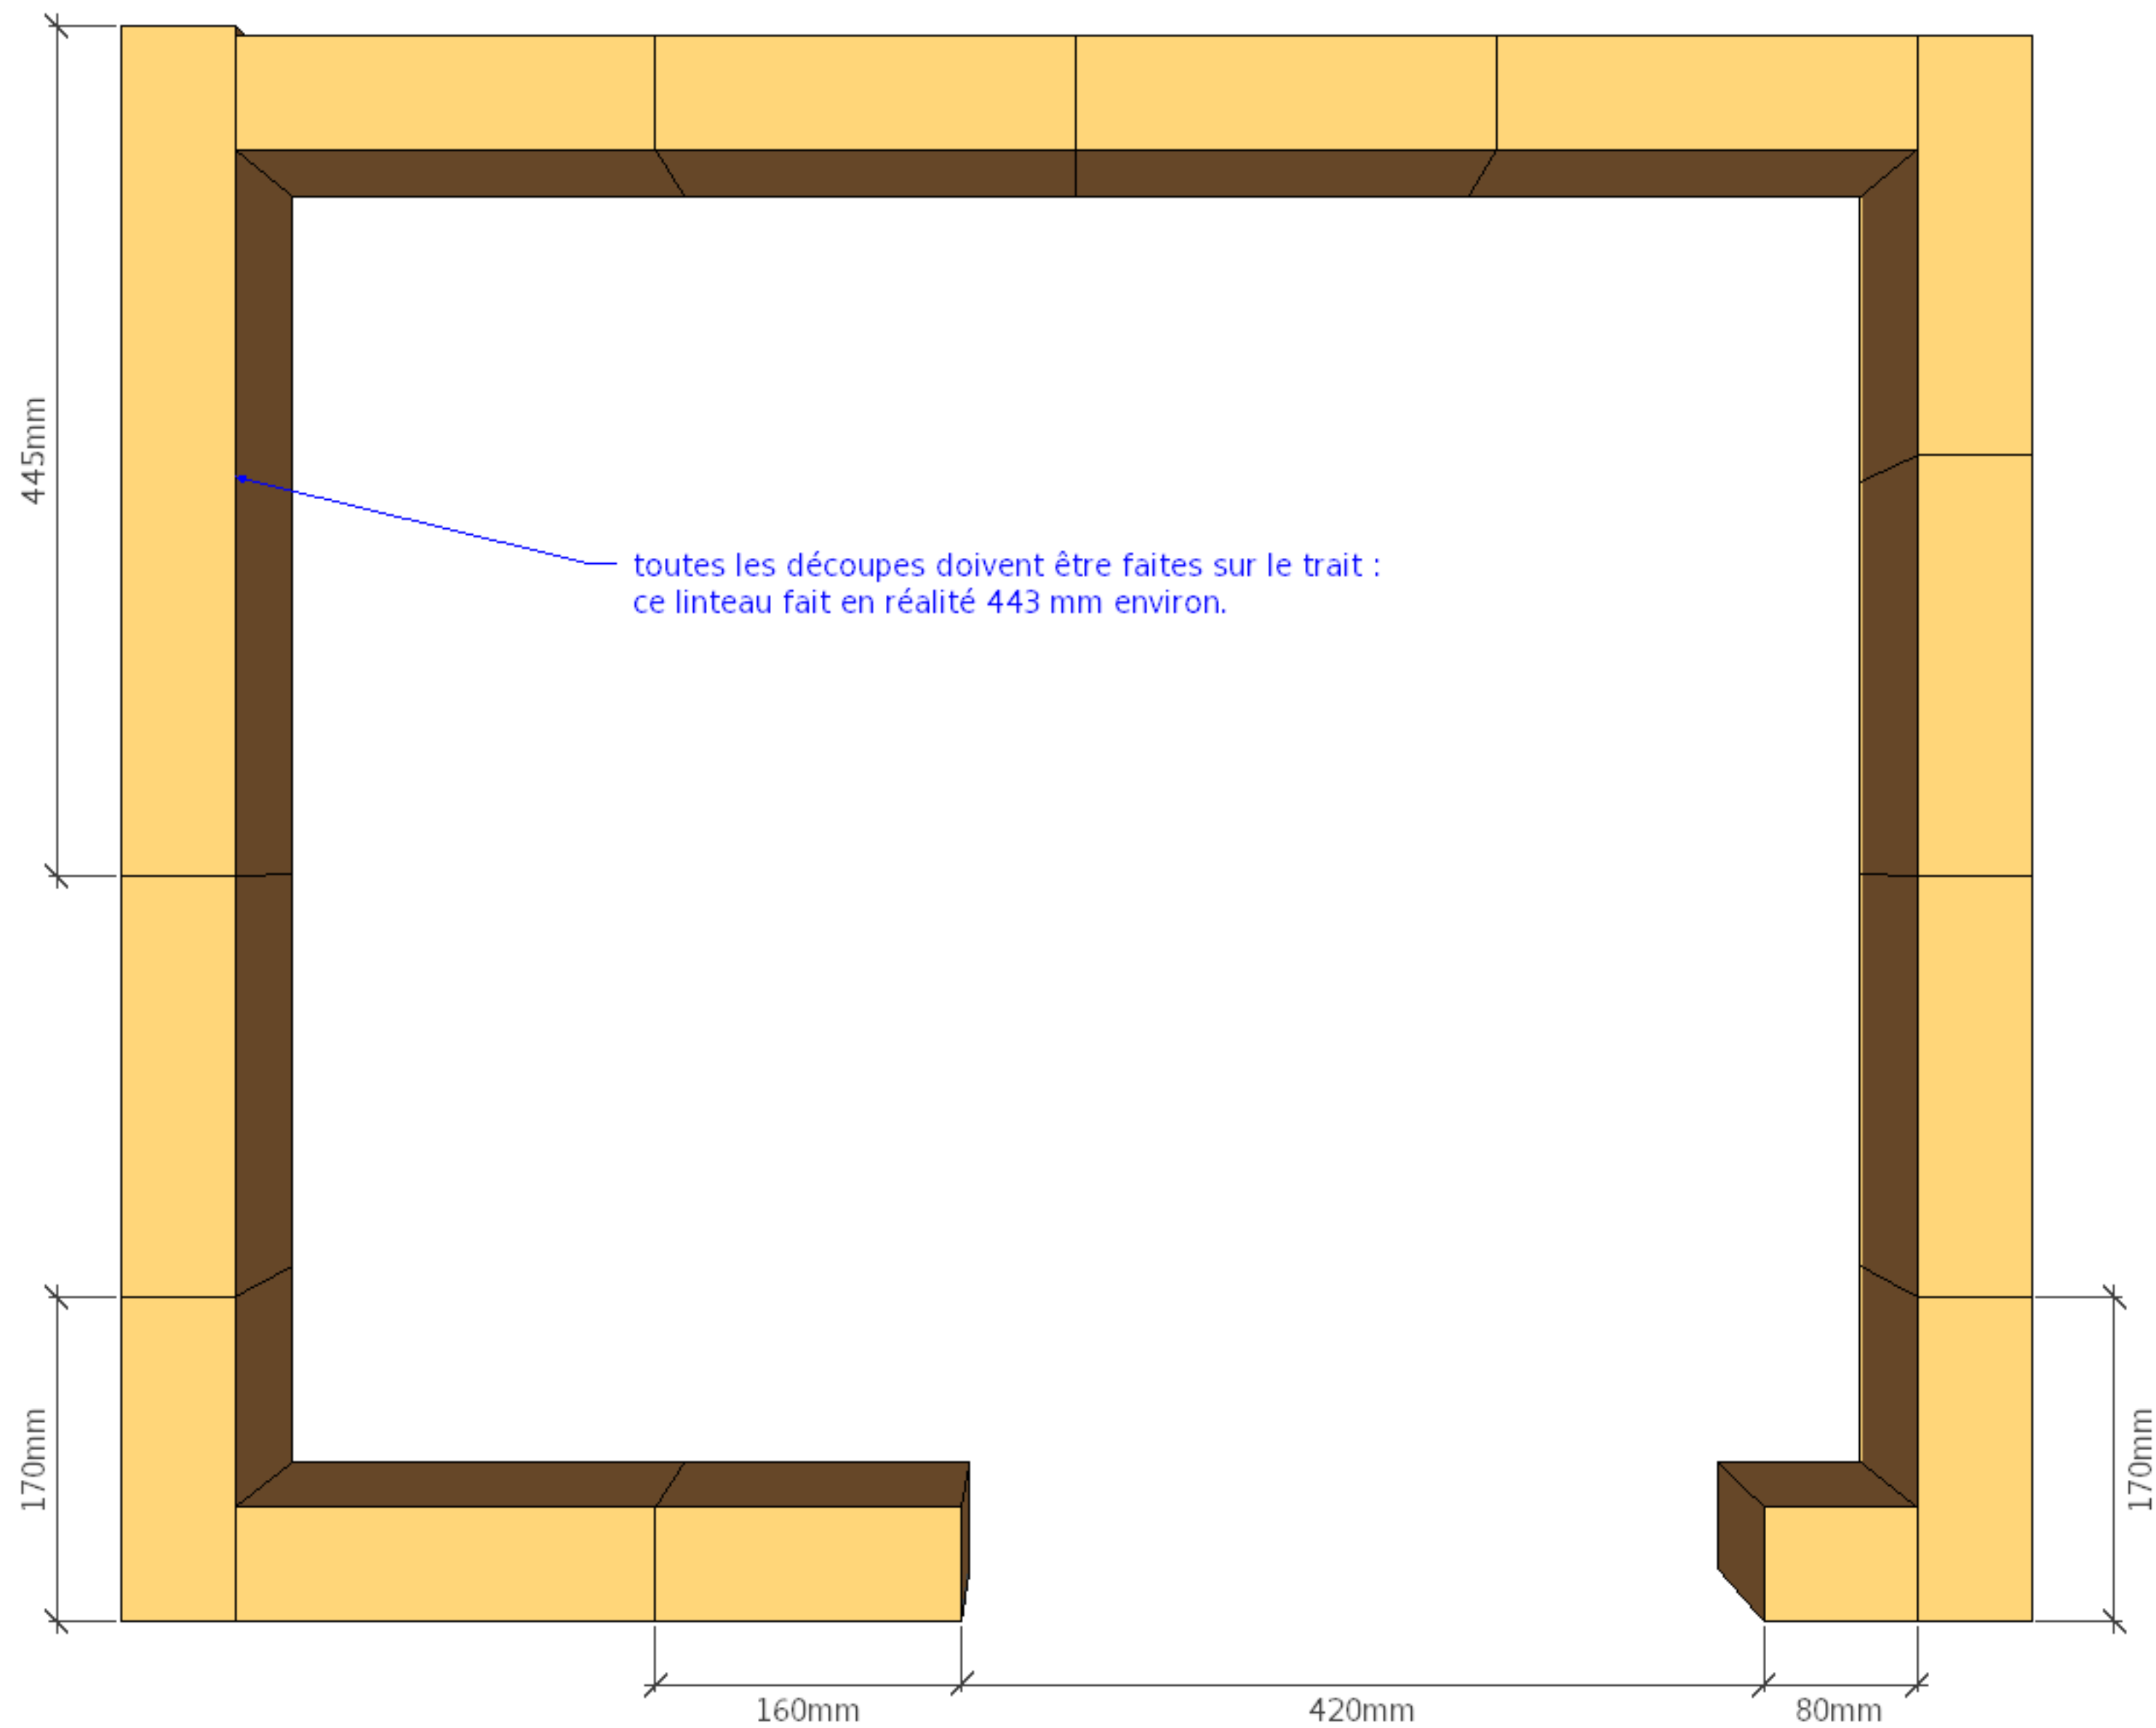 445mm
toutes les découpes doivent être faites sur le trait :
ce linteau fait en réalité 443 mm environ.
170mm
170mm
160mm
420mm
80mm